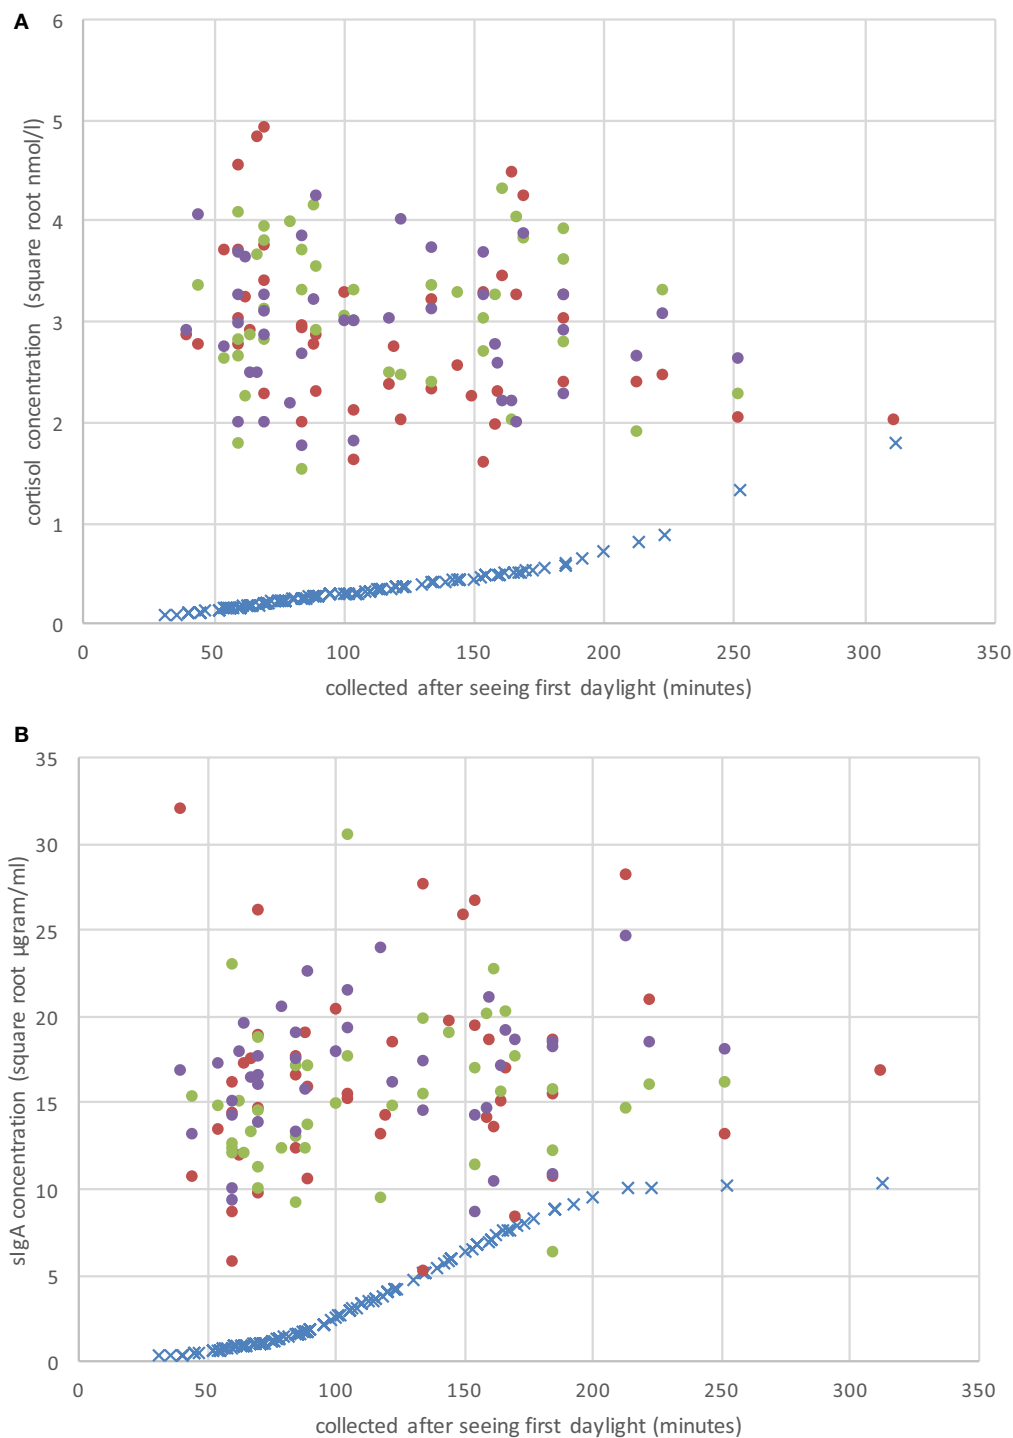 A
6
5
4
3
2
1
0
cortisol concentration (square root nmol/l)
0 50 100 150 200 250 300 350
collected after seeing first daylight (minutes)
B
35
30
25
20
15
10
5
0
sIgA concentration (square root µgram/ml)
0 50 100 150 200 250 300 350
collected after seeing first daylight (minutes)